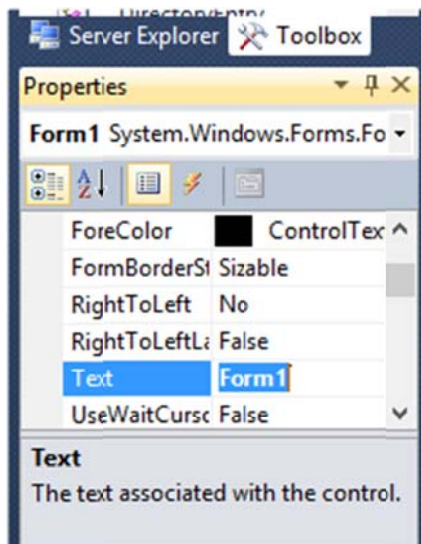 DirectoryEntry
Server Explorer Toolbox
Properties
Form1 System.Windows.Forms.Fo
A
Z
ForeColor ControlTex
FormBorderSt Sizable
RightToLeft No
RightToLeftLa False
Text Form1
UseWaitCursc False
Text
The text associated with the control.